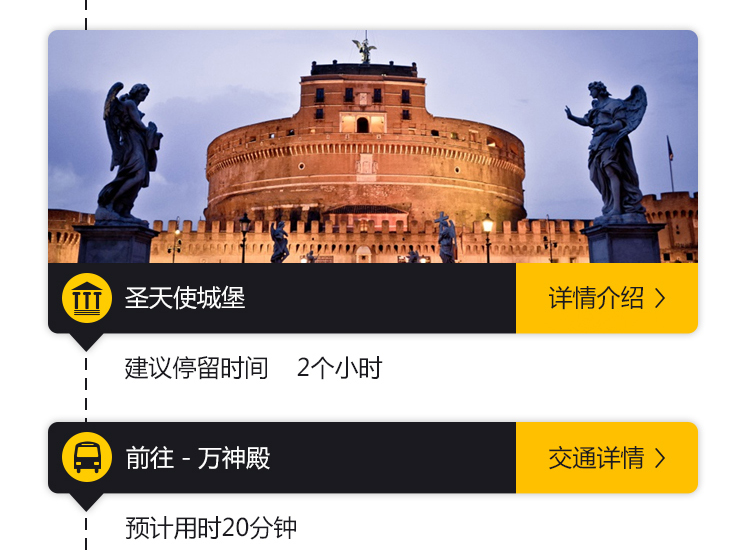 圣天使城堡
详情介绍
建议停留时间 2个小时
前往 - 万神殿
交通详情
预计用时20分钟